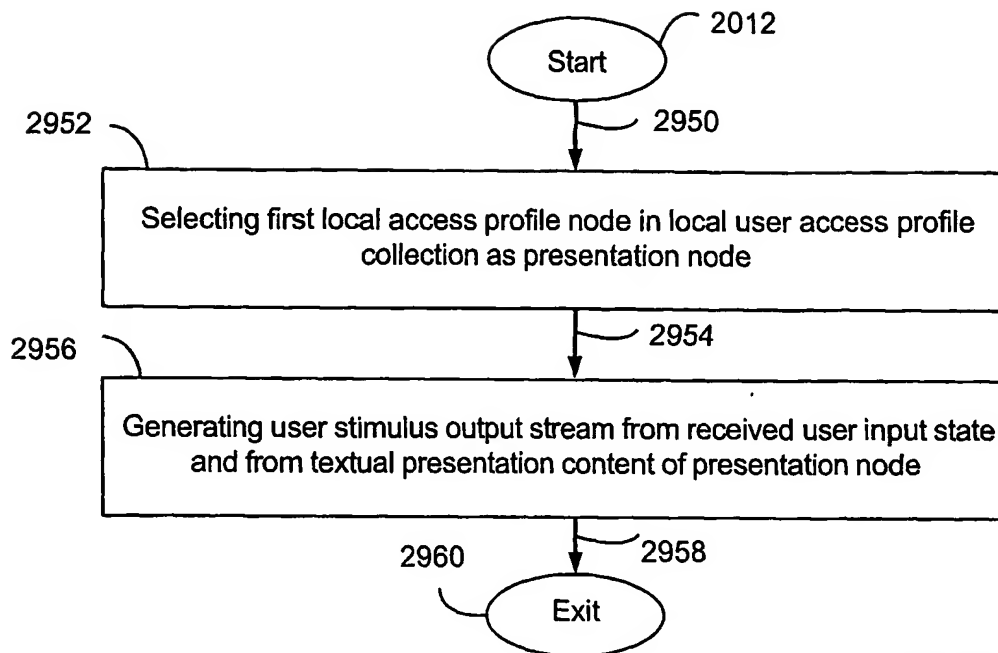 2012
Start
2950
2952
Selecting first local access profile node in local user access profile
collection as presentation node
2954
2956
Generating user stimulus output stream from received user input state
and from textual presentation content of presentation node
2958
2960
Exit